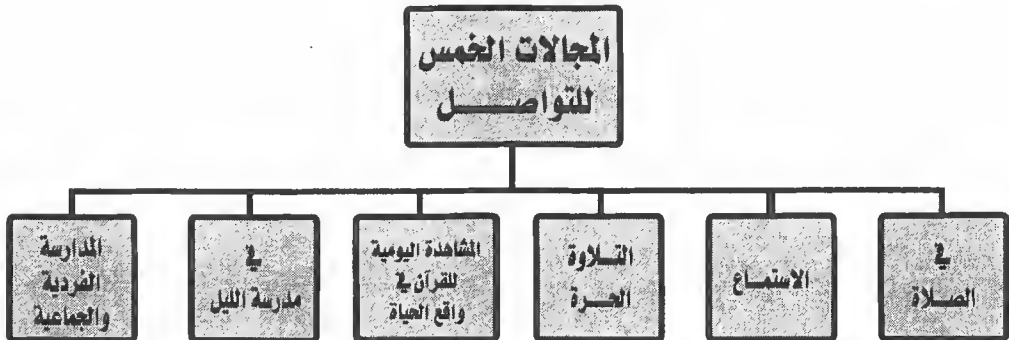 المجالات الخمس
للتواصل
في
الصلاة
الاستماع
التلاوة
الحرة
المشاهدة اليومية
للقرآن في
واقع الحياة
في
مدرسة الليل
المدارسة
الفردية
والجماعية